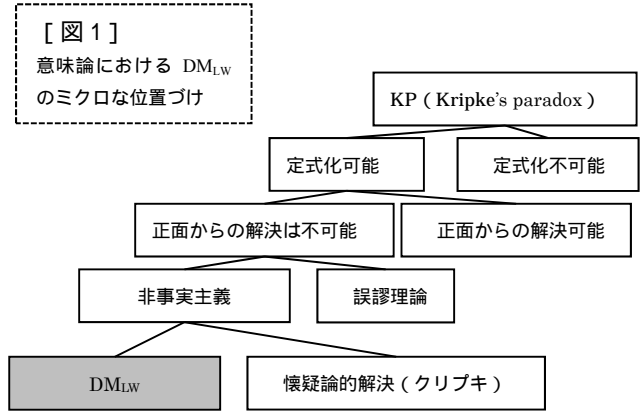 [図1]
意味論における DM_LW
のミクロな位置づけ
KP(Kripke's paradox)
定式化可能
定式化不可能
正面からの解決は不可能
正面からの解決可能
非事実主義
誤謬理論
DM_LW
懐疑論的解決(クリプキ)